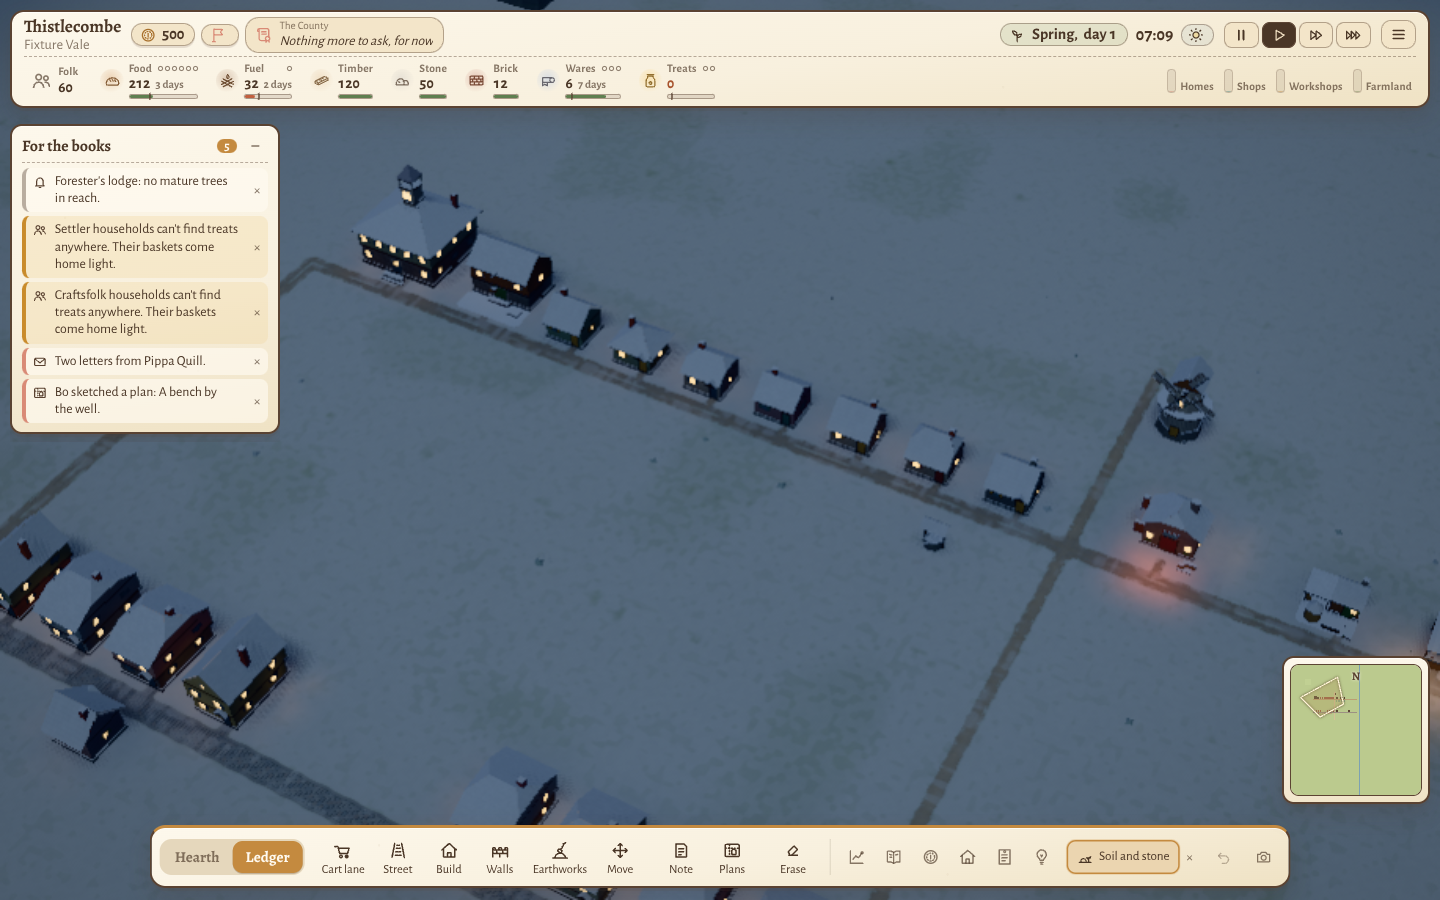 Thistlecombe
Fixture Vale
500
The County
Nothing more to ask, for now
Spring, day 1
07:09
Folk
60
Food
212 3 days
Fuel
32 2 days
Timber
120
Stone
50
Brick
12
Wares
6 7 days
Treats
0
Homes
Shops
Workshops
Farmland
For the books
5
Forester's lodge: no mature trees
in reach.
Settler households can't find treats
anywhere. Their baskets come
home light.
Craftsfolk households can't find
treats anywhere. Their baskets
come home light.
Two letters from Pippa Quill.
Bo sketched a plan: A bench by
the well.
N
Hearth
Ledger
Cart lane
Street
Build
Walls
Earthworks
Move
Note
Plans
Erase
Soil and stone